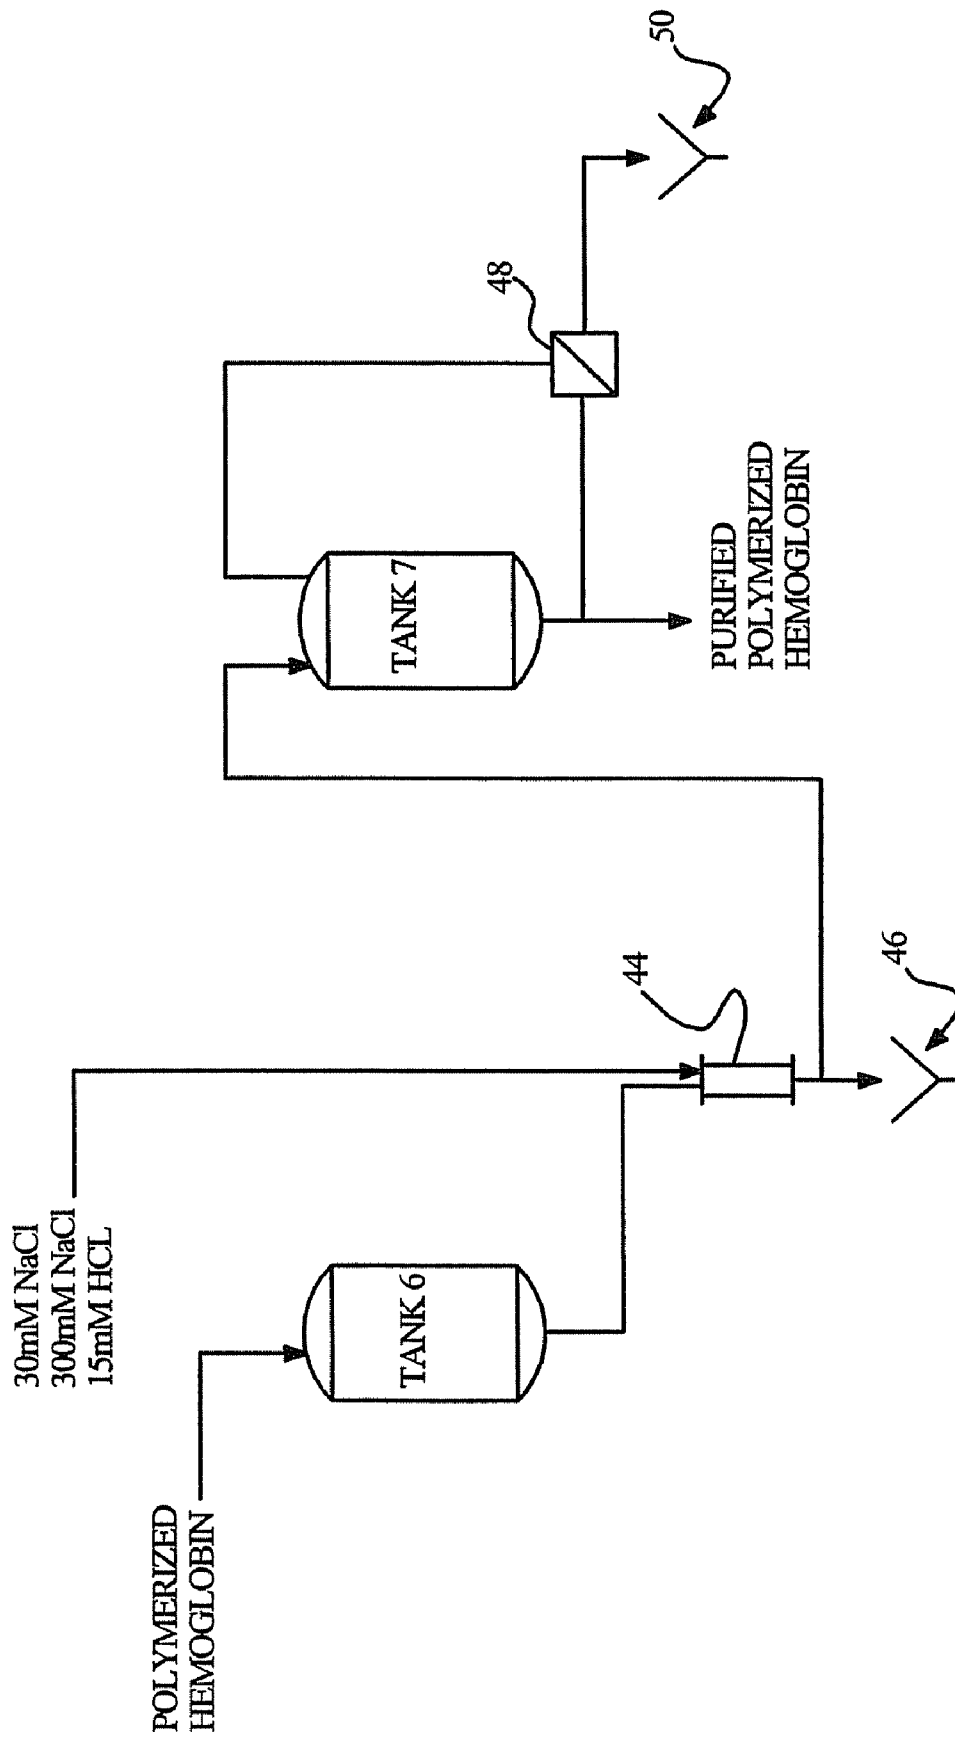 30mM NaCl
300mM NaCl
15mM HCL
POLYMERIZED
HEMOGLOBIN
TANK 6
44
46
TANK 7
48
50
PURIFIED
POLYMERIZED
HEMOGLOBIN